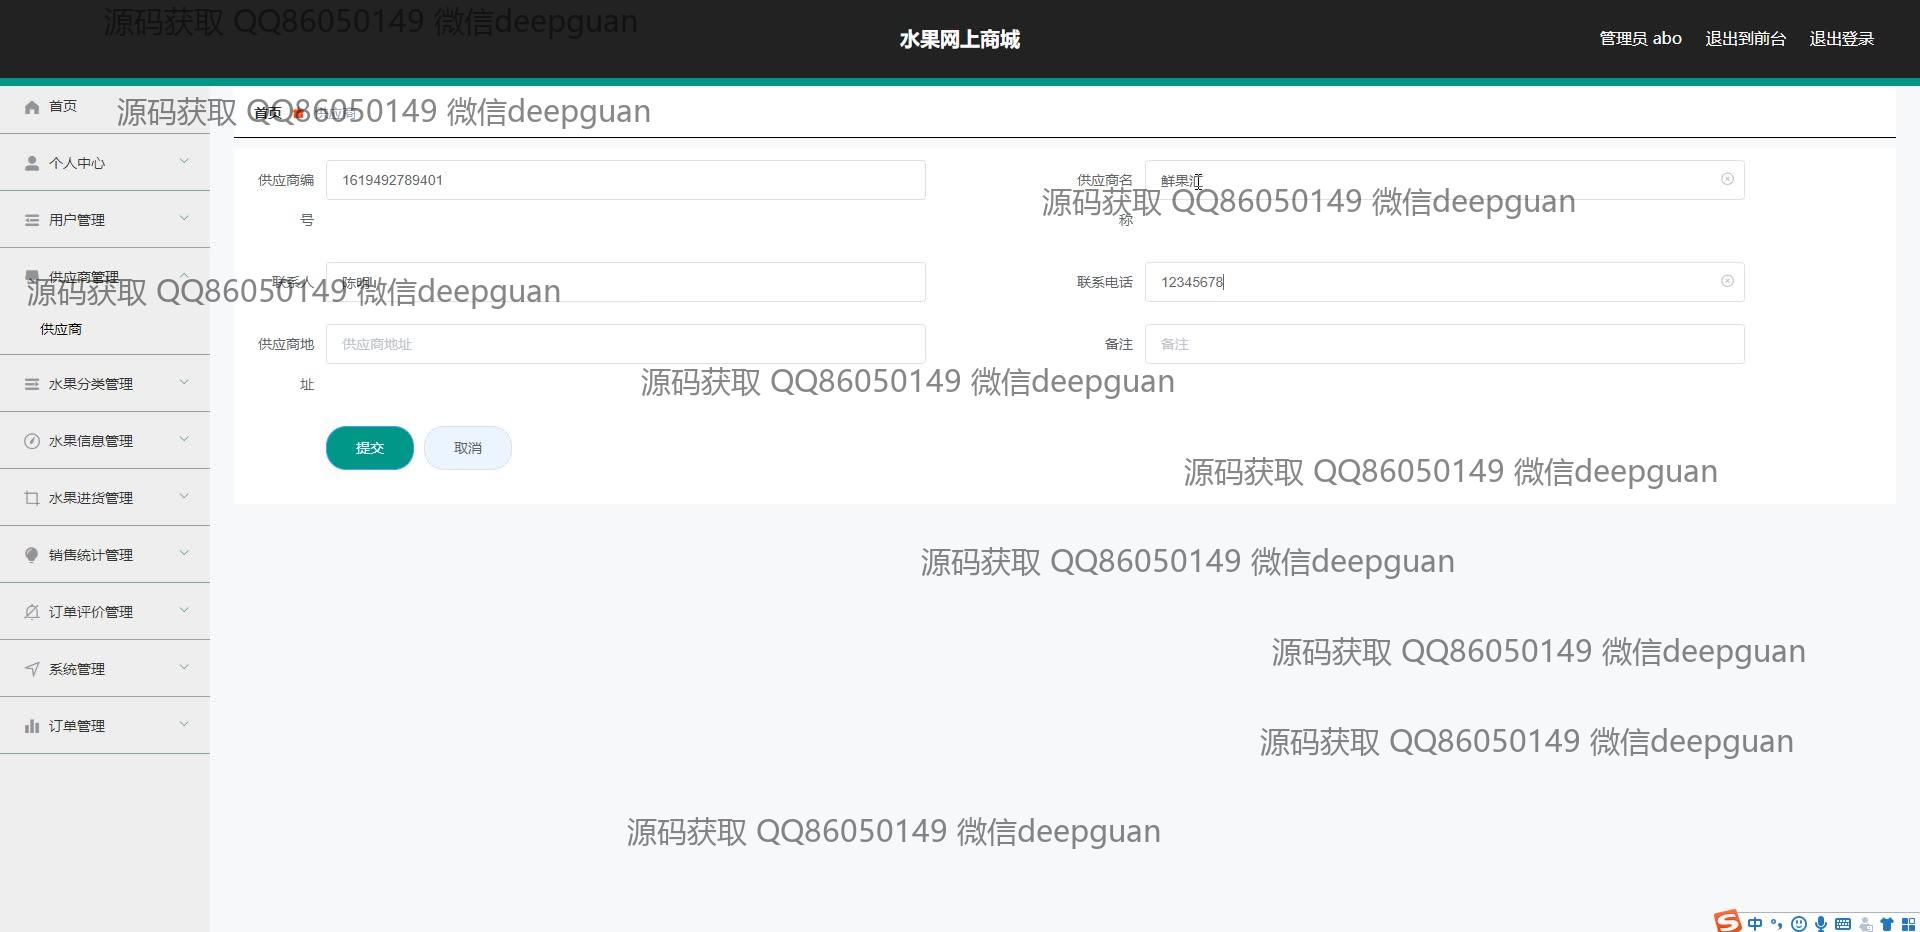 源码获取 QQ86050149 微信deepguan
水果网上商城
管理员 abo
退出到前台
退出登录
首页
源码获取 QQ86050149 微信deepguan
首页
供应商
个人中心
供应商编号
1619492789401
供应商名称
鲜果汇
源码获取 QQ86050149 微信deepguan
用户管理
供应商管理
源码获取 QQ86050149 微信deepguan
联系人
陈明
联系电话
12345678
供应商
供应商地址
供应商地址
备注
备注
水果分类管理
源码获取 QQ86050149 微信deepguan
水果信息管理
提交
取消
源码获取 QQ86050149 微信deepguan
水果进货管理
销售统计管理
源码获取 QQ86050149 微信deepguan
订单评价管理
源码获取 QQ86050149 微信deepguan
系统管理
订单管理
源码获取 QQ86050149 微信deepguan
源码获取 QQ86050149 微信deepguan
中